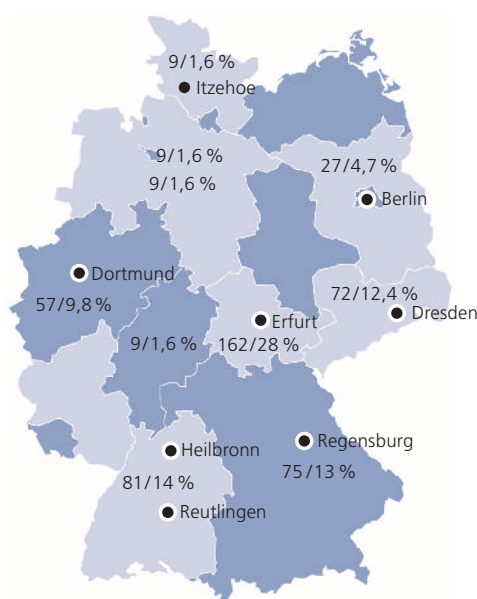 9/1,6 %
Itzehoe
9/1,6 %
9/1,6 %
27/4,7 %
Berlin
Dortmund
57/9,8 %
72/12,4 %
Dresden
Erfurt
162/28 %
9/1,6 %
Heilbronn
81/14 %
Reutlingen
Regensburg
75/13 %